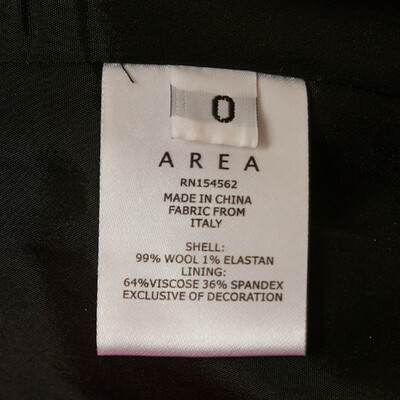 0
AREA
RN154562
MADE IN CHINA
FABRIC FROM
ITALY
SHELL:
99% WOOL 1% ELASTAN
LINING:
64%VISCOSE 36% SPANDEX
EXCLUSIVE OF DECORATION